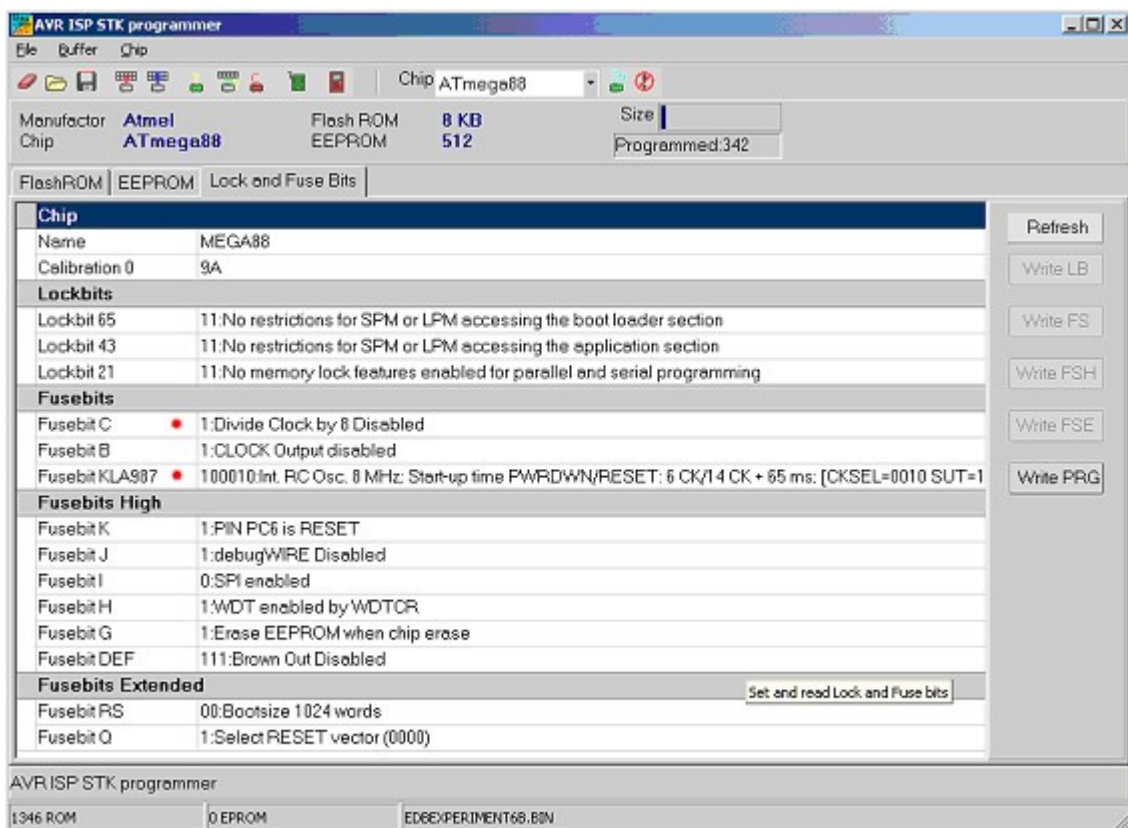 AVR ISP STK programmer
File Buffer Chip
Chip ATmega88
Manufactor Atmel Flash ROM 8 KB Size
Chip ATmega88 EEPROM 512 Programmed:342
FlashROM EEPROM Lock and Fuse Bits
Chip
Refresh
Name MEGA88
Calibration 0 9A
Write LB
Lockbits
Lockbit 65 11:No restrictions for SPM or LPM accessing the boot loader section
Write FS
Lockbit 43 11:No restrictions for SPM or LPM accessing the application section
Lockbit 21 11:No memory lock features enabled for parallel and serial programming
Write FSH
Fusebits
Fusebit C 1:Divide Clock by 8 Disabled
Write FSE
Fusebit B 1:CLOCK Output disabled
Fusebit KLA987 100010:Int. RC Osc. 8 MHz; Start-up time PWRDWN/RESET: 6 CK/14 CK + 65 ms; [CKSEL=0010 SUT=1
Write PRG
Fusebits High
Fusebit K 1:PIN PC6 is RESET
Fusebit J 1:debugWIRE Disabled
Fusebit I 0:SPI enabled
Fusebit H 1:WDT enabled by WDTCR
Fusebit G 1:Erase EEPROM when chip erase
Fusebit DEF 111:Brown Out Disabled
Fusebits Extended
Set and read Lock and Fuse bits
Fusebit RS 00:Bootsize 1024 words
Fusebit Q 1:Select RESET vector (0000)
AVR ISP STK programmer
1346 ROM 0 EPROM EDBEXPERIMENT6B.BIN